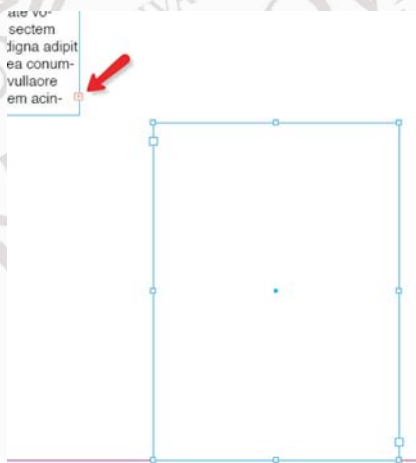 ate vo-
sectem
digna adipit
ea conum-
vullaore
em acin-